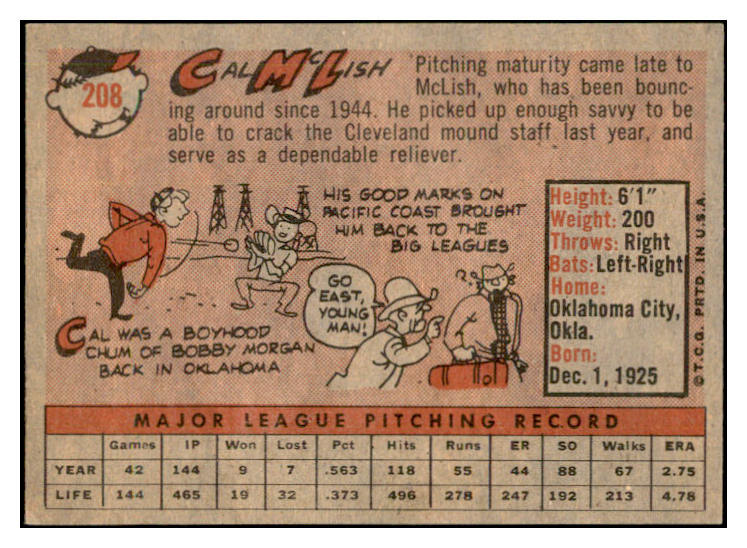 208
CAL McLISH
Pitching maturity came late to
McLish, who has been bounc-
ing around since 1944. He picked up enough savvy to be
able to crack the Cleveland mound staff last year, and
serve as a dependable reliever.
HIS GOOD MARKS ON
PACIFIC COAST BROUGHT
HIM BACK TO THE
BIG LEAGUES
GO
EAST,
YOUNG
MAN!
CAL WAS A BOYHOOD
CHUM OF BOBBY MORGAN
BACK IN OKLAHOMA
Height: 6'1"
Weight: 200
Throws: Right
Bats: Left-Right
Home:
Oklahoma City,
Okla.
Born:
Dec. 1, 1925
© T.C.G. PRTD. IN U.S.A.
MAJOR LEAGUE PITCHING RECORD
Games IP Won Lost Pct Hits Runs ER SO Walks ERA
YEAR 42 144 9 7 .563 118 55 44 88 67 2.75
LIFE 144 465 19 32 .373 496 278 247 192 213 4.78